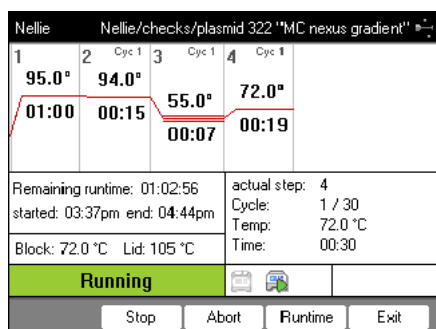 Nellie Nellie/checks/plasmid 322 "MC nexus gradient"
1 2 Cyc 1 3 Cyc 1 4 Cyc 1
95.0° 94.0° 55.0° 72.0°
01:00 00:15 00:07 00:19
Remaining runtime: 01:02:56
started: 03:37pm end: 04:44pm
Block: 72.0 °C Lid: 105 °C
actual step: 4
Cycle: 1 / 30
Temp: 72.0 °C
Time: 00:30
Running
Stop Abort Runtime Exit